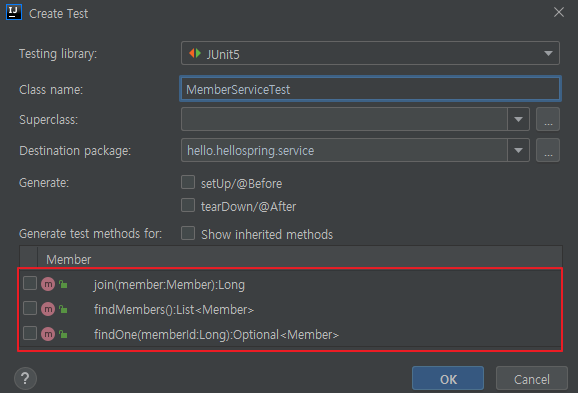 IJ Create Test
Testing library: JUnit5
Class name: MemberServiceTest
Superclass: ...
Destination package: hello.hellospring.service ...
Generate: setUp/@Before
tearDown/@After
Generate test methods for: Show inherited methods
Member
m join(member:Member):Long
m findMembers():List<Member>
m findOne(memberId:Long):Optional<Member>
? OK Cancel